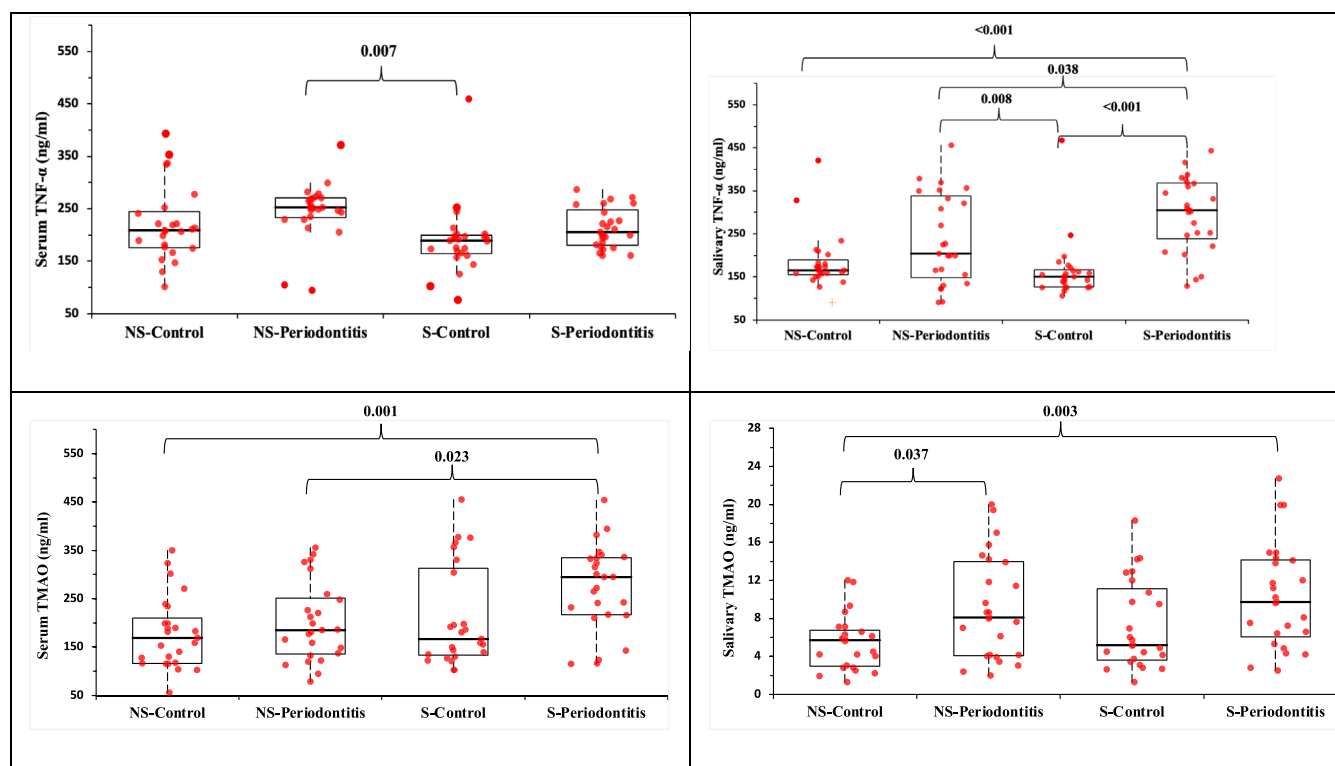 0.007
Serum TNF-α (ng/ml)
550
450
350
250
150
50
NS-Control
NS-Periodontitis
S-Control
S-Periodontitis
<0.001
0.038
0.008
<0.001
Salivary TNF-α (ng/ml)
550
450
350
250
150
50
NS-Control
NS-Periodontitis
S-Control
S-Periodontitis
0.001
0.023
Serum TMAO (ng/ml)
550
450
350
250
150
50
NS-Control
NS-Periodontitis
S-Control
S-Periodontitis
0.003
0.037
Salivary TMAO (ng/ml)
28
24
20
16
12
8
4
0
NS-Control
NS-Periodontitis
S-Control
S-Periodontitis